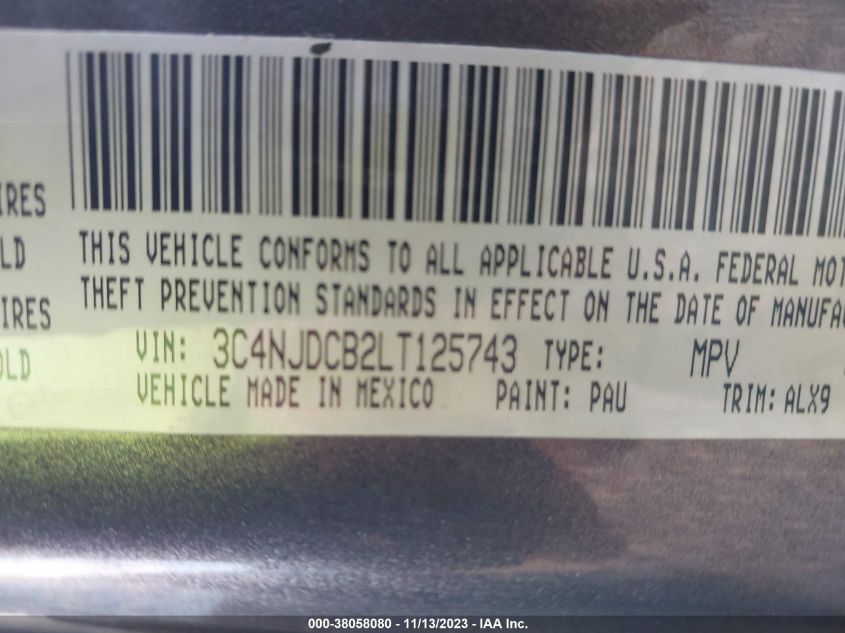 IRES
LD
IRES
OLD
THIS VEHICLE CONFORMS TO ALL APPLICABLE U.S.A. FEDERAL MOT
THEFT PREVENTION STANDARDS IN EFFECT ON THE DATE OF MANUFA
VIN: 3C4NJDCB2LT125743 TYPE: MPV
VEHICLE MADE IN MEXICO PAINT: PAU TRIM: ALX9
000-38058080 - 11/13/2023 - IAA Inc.